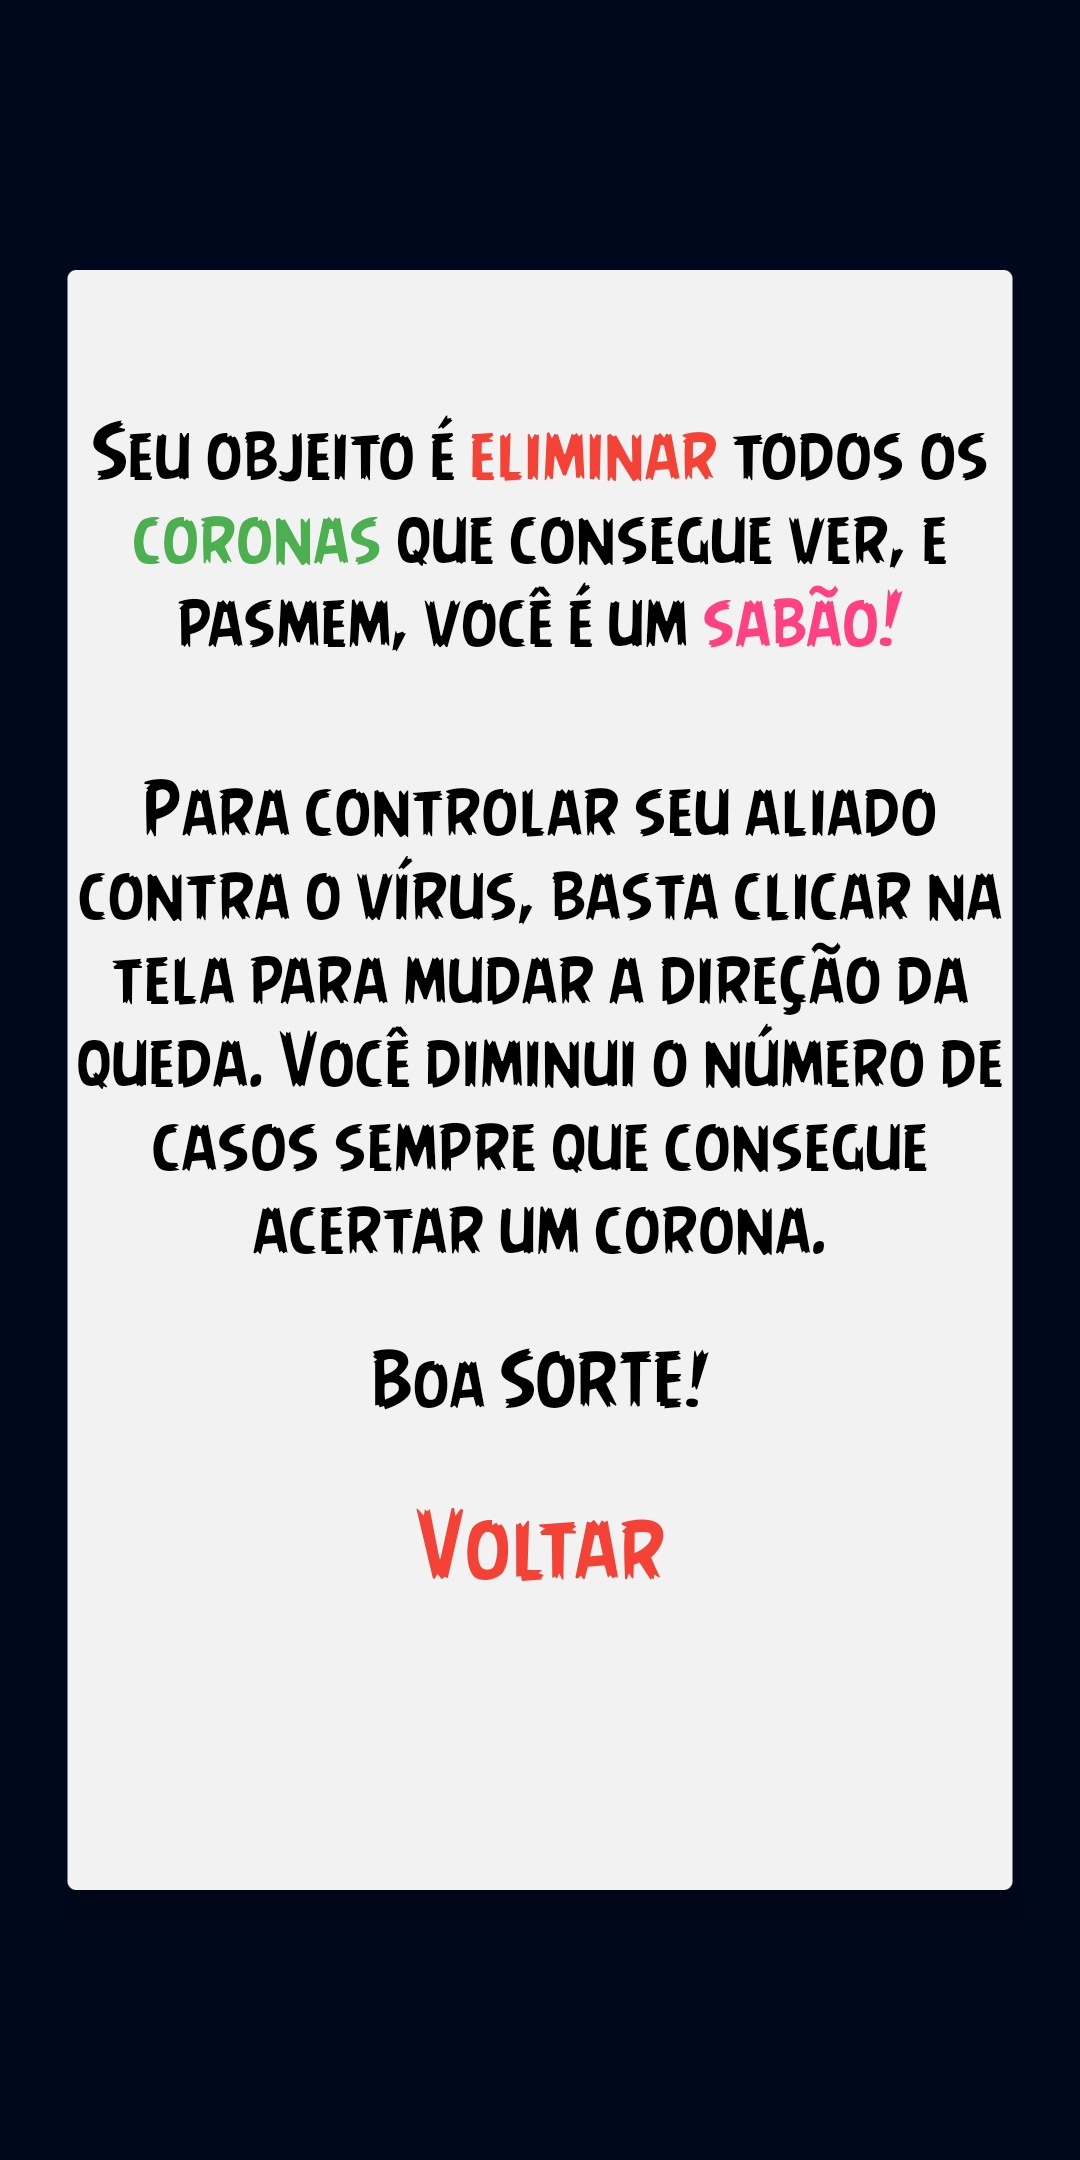 Seu objeito é eliminar todos os
coronas que consegue ver, e
pasmem, você é um sabão!
Para controlar seu aliado
contra o vírus, basta clicar na
tela para mudar a direção da
queda. Você diminui o número de
casos sempre que consegue
acertar um corona.
Boa SORTE!
Voltar